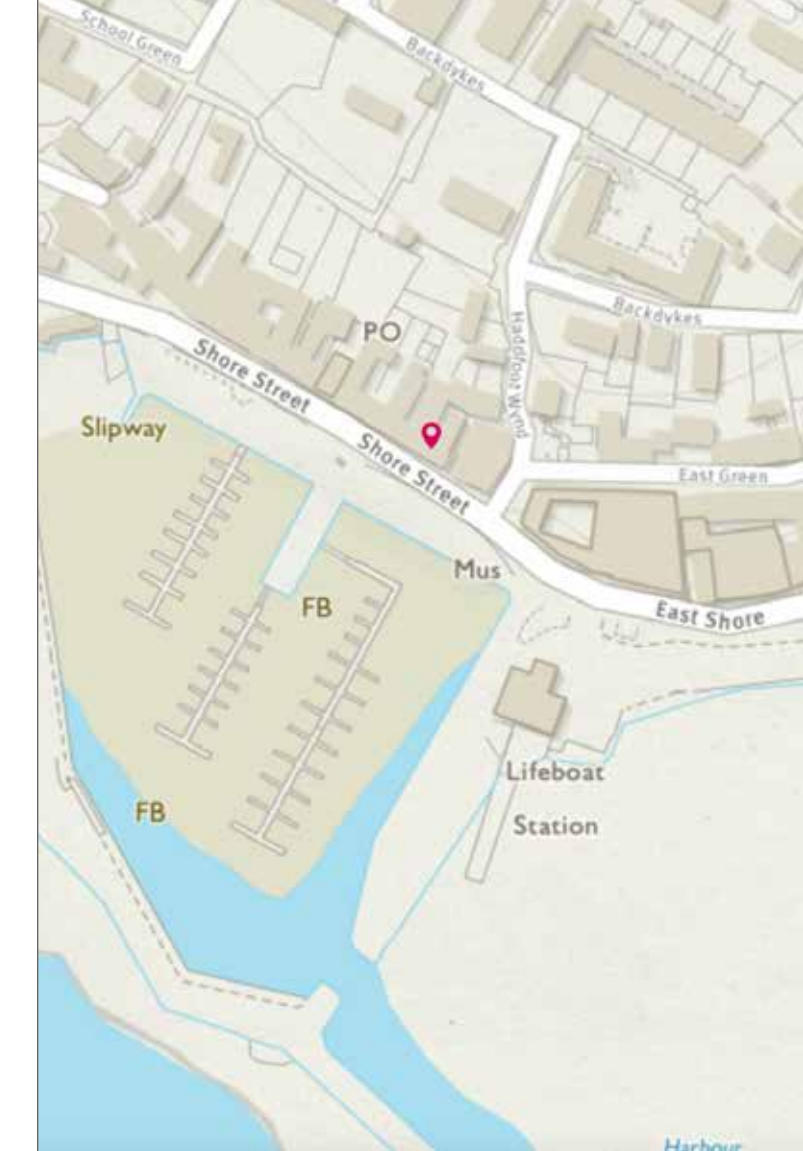 School Green
Backdykes
Backdykes
Haddfoot Wynd
PO
Shore Street
Shore Street
Slipway
East Green
Mus
FB
East Shore
Lifeboat
Station
FB
Harbour